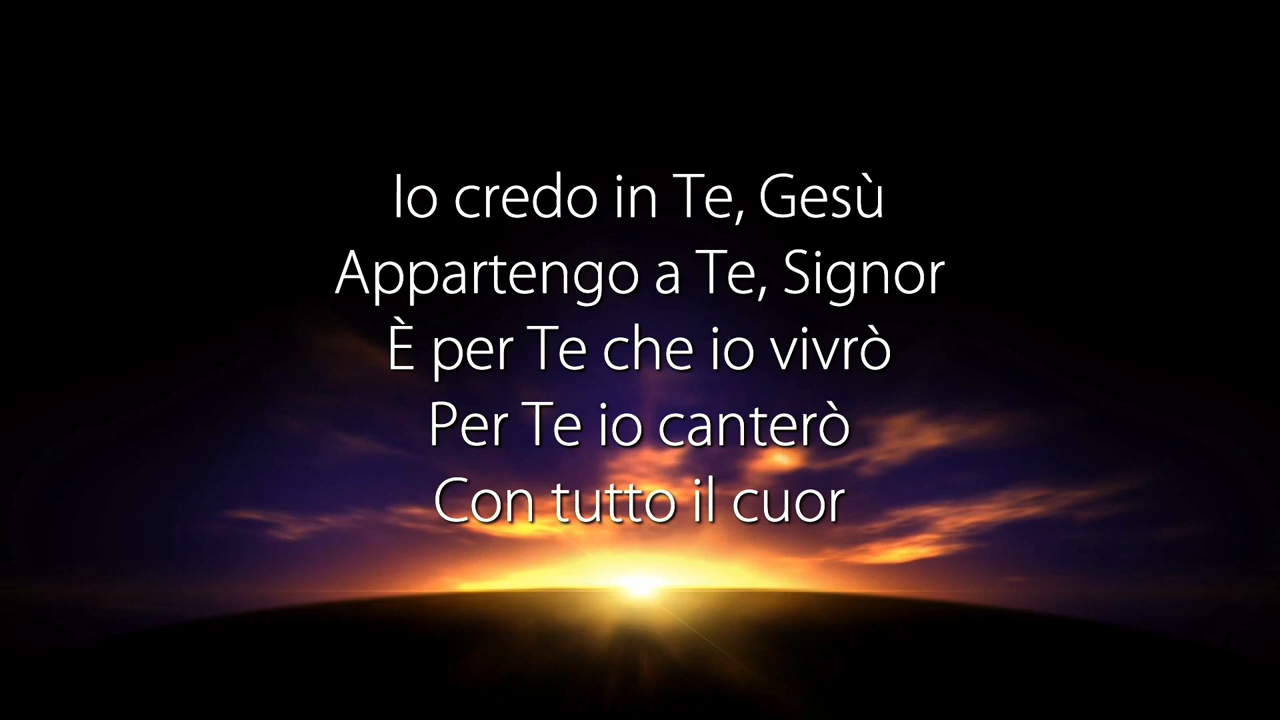 Io credo in Te, Gesù
Appartengo a Te, Signor
È per Te che io vivrò
Per Te io canterò
Con tutto il cuor